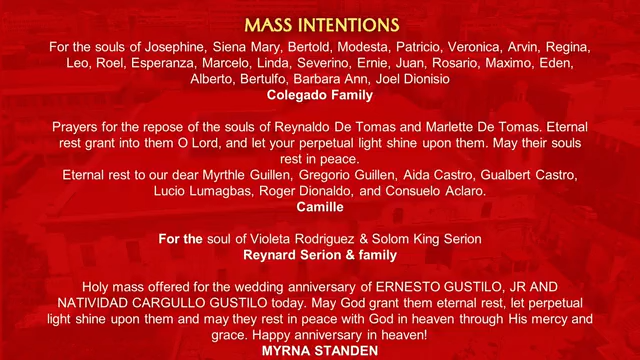 MASS INTENTIONS
For the souls of Josephine, Siena Mary, Bertold, Modesta, Patricio, Veronica, Arvin, Regina,
Leo, Roel, Esperanza, Marcelo, Linda, Severino, Ernie, Juan, Rosario, Maximo, Eden,
Alberto, Bertulfo, Barbara Ann, Joel Dionisio
Colegado Family
Prayers for the repose of the souls of Reynaldo De Tomas and Marlette De Tomas. Eternal
rest grant into them O Lord, and let your perpetual light shine upon them. May their souls
rest in peace.
Eternal rest to our dear Myrthle Guillen, Gregorio Guillen, Aida Castro, Gualbert Castro,
Lucio Lumagbas, Roger Dionaldo, and Consuelo Aclaro.
Camille
For the soul of Violeta Rodriguez & Solom King Serion
Reynard Serion & family
Holy mass offered for the wedding anniversary of ERNESTO GUSTILO, JR AND
NATIVIDAD CARGULLO GUSTILO today. May God grant them eternal rest, let perpetual
light shine upon them and may they rest in peace with God in heaven through His mercy and
grace. Happy anniversary in heaven!
MYRNA STANDEN